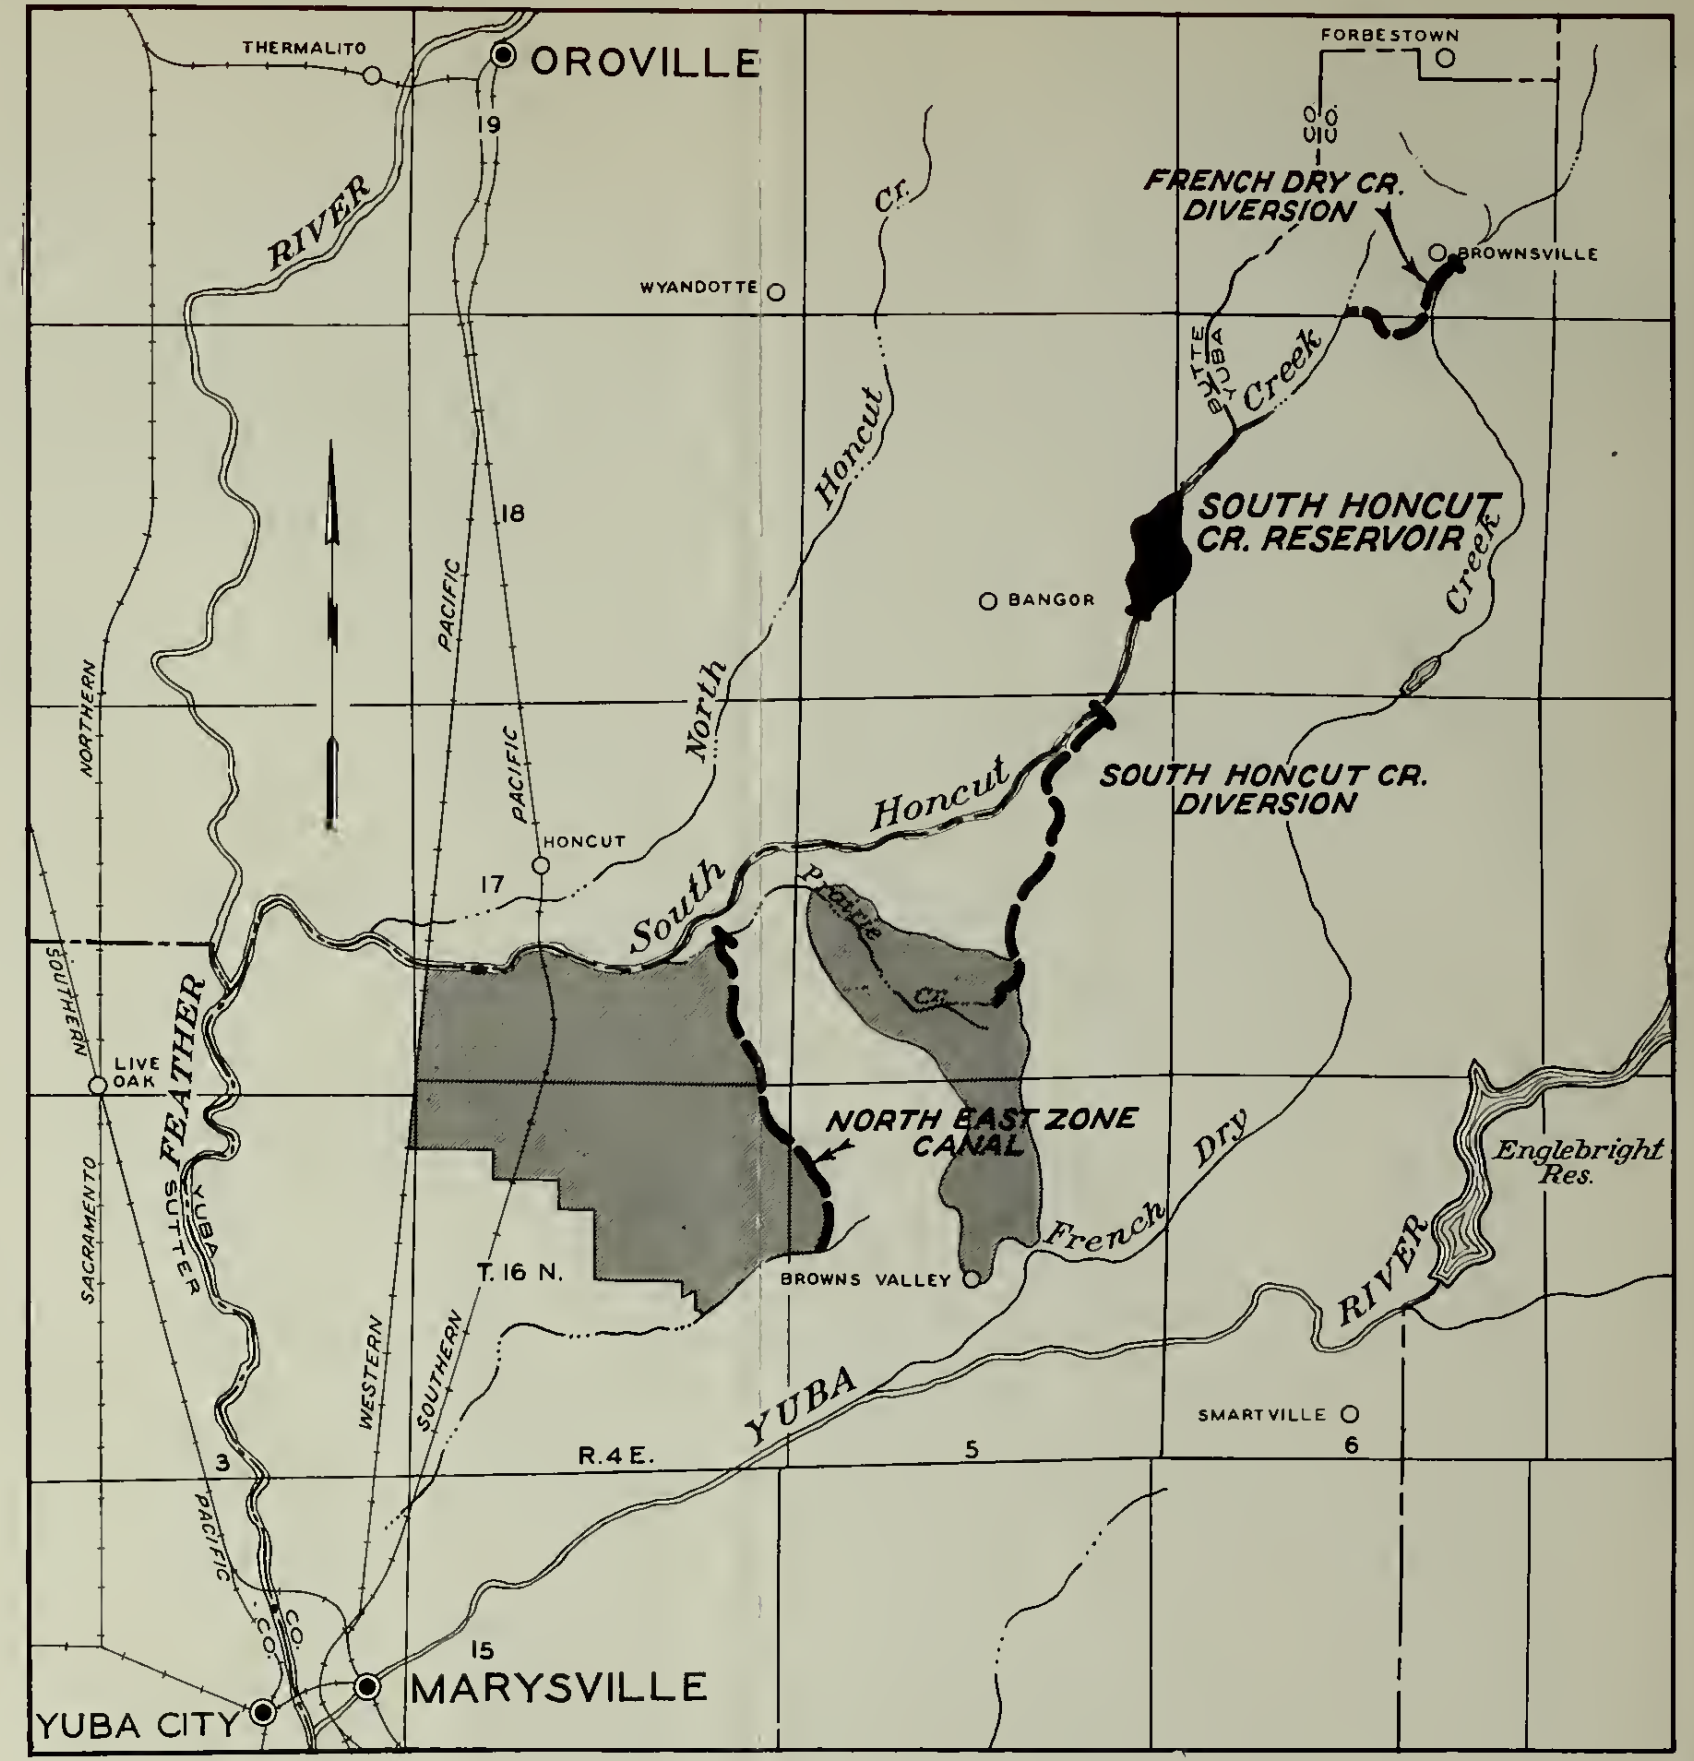 FORBESTOWN
THERMALITO
OROVILLE
19
CO.
CO.
RIVER
Cr.
FRENCH DRY CR.
DIVERSION
BROWNSVILLE
WYANDOTTE
BUTTE
YUBA
Creek
Honcut
SOUTH HONCUT
CR. RESERVOIR
18
Creek
PACIFIC
BANGOR
NORTHERN
North
PACIFIC
SOUTH HONCUT CR.
DIVERSION
Honcut
HONCUT
17
South
Prairie
Cr.
SOUTHERN
FEATHER
LIVE
OAK
NORTH EAST ZONE
CANAL
Dry
Englebright
Res.
SACRAMENTO
YUBA
SUTTER
French
T. 16 N.
BROWNS VALLEY
RIVER
WESTERN
SOUTHERN
YUBA
SMARTVILLE
3
R. 4 E.
5
6
PACIFIC
CO.
CO.
15
MARYSVILLE
YUBA CITY